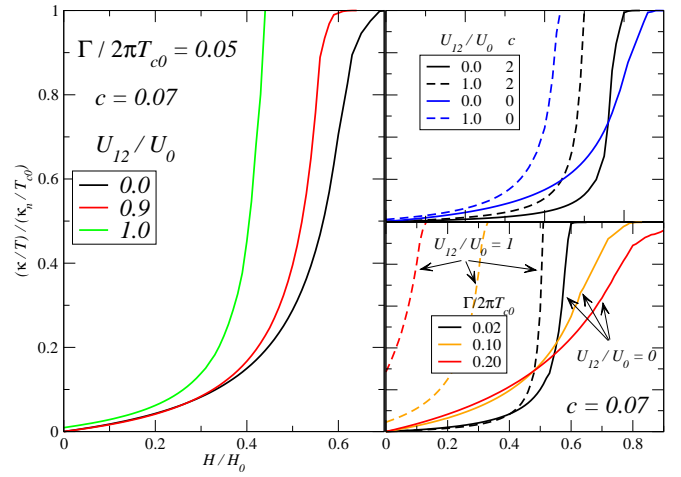 1
0.8
0.6
0.4
0.2
0
(κ/T) / (κ_n / T_c0)
Γ / 2πT_c0 = 0.05
c = 0.07
U_12 / U_0
0.0
0.9
1.0
0 0.2 0.4 0.6
H / H_0
U_12 / U_0 c
0.0 2
1.0 2
0.0 0
1.0 0
U_12 / U_0 = 1
Γ/2πT_c0
0.02
0.10
0.20
U_12 / U_0 = 0
c = 0.07
0 0.2 0.4 0.6 0.8